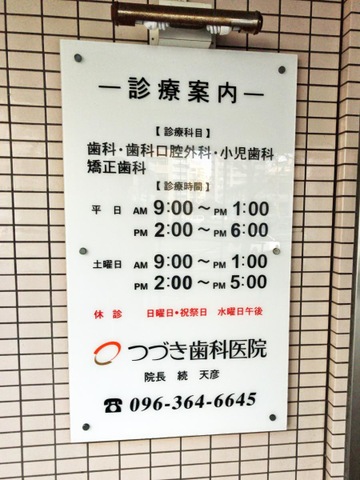 ― 診療案内 ―
【 診療科目 】
歯科・歯科口腔外科・小児歯科
矯正歯科
【 診療時間 】
平 日 AM 9:00 ～ PM 1:00
PM 2:00 ～ PM 6:00
土曜日 AM 9:00 ～ PM 1:00
PM 2:00 ～ PM 5:00
休 診 日曜日・祝祭日 水曜日午後
つづき歯科医院
院長 続 天彦
☎ 096-364-6645